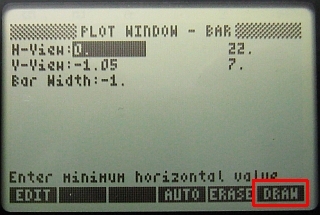 PLOT WINDOW - BAR
H-View:0. 22.
V-View:-1.05 7.
Bar Width:-1.
Enter minimum horizontal value
EDIT AUTO ERASE DRAW